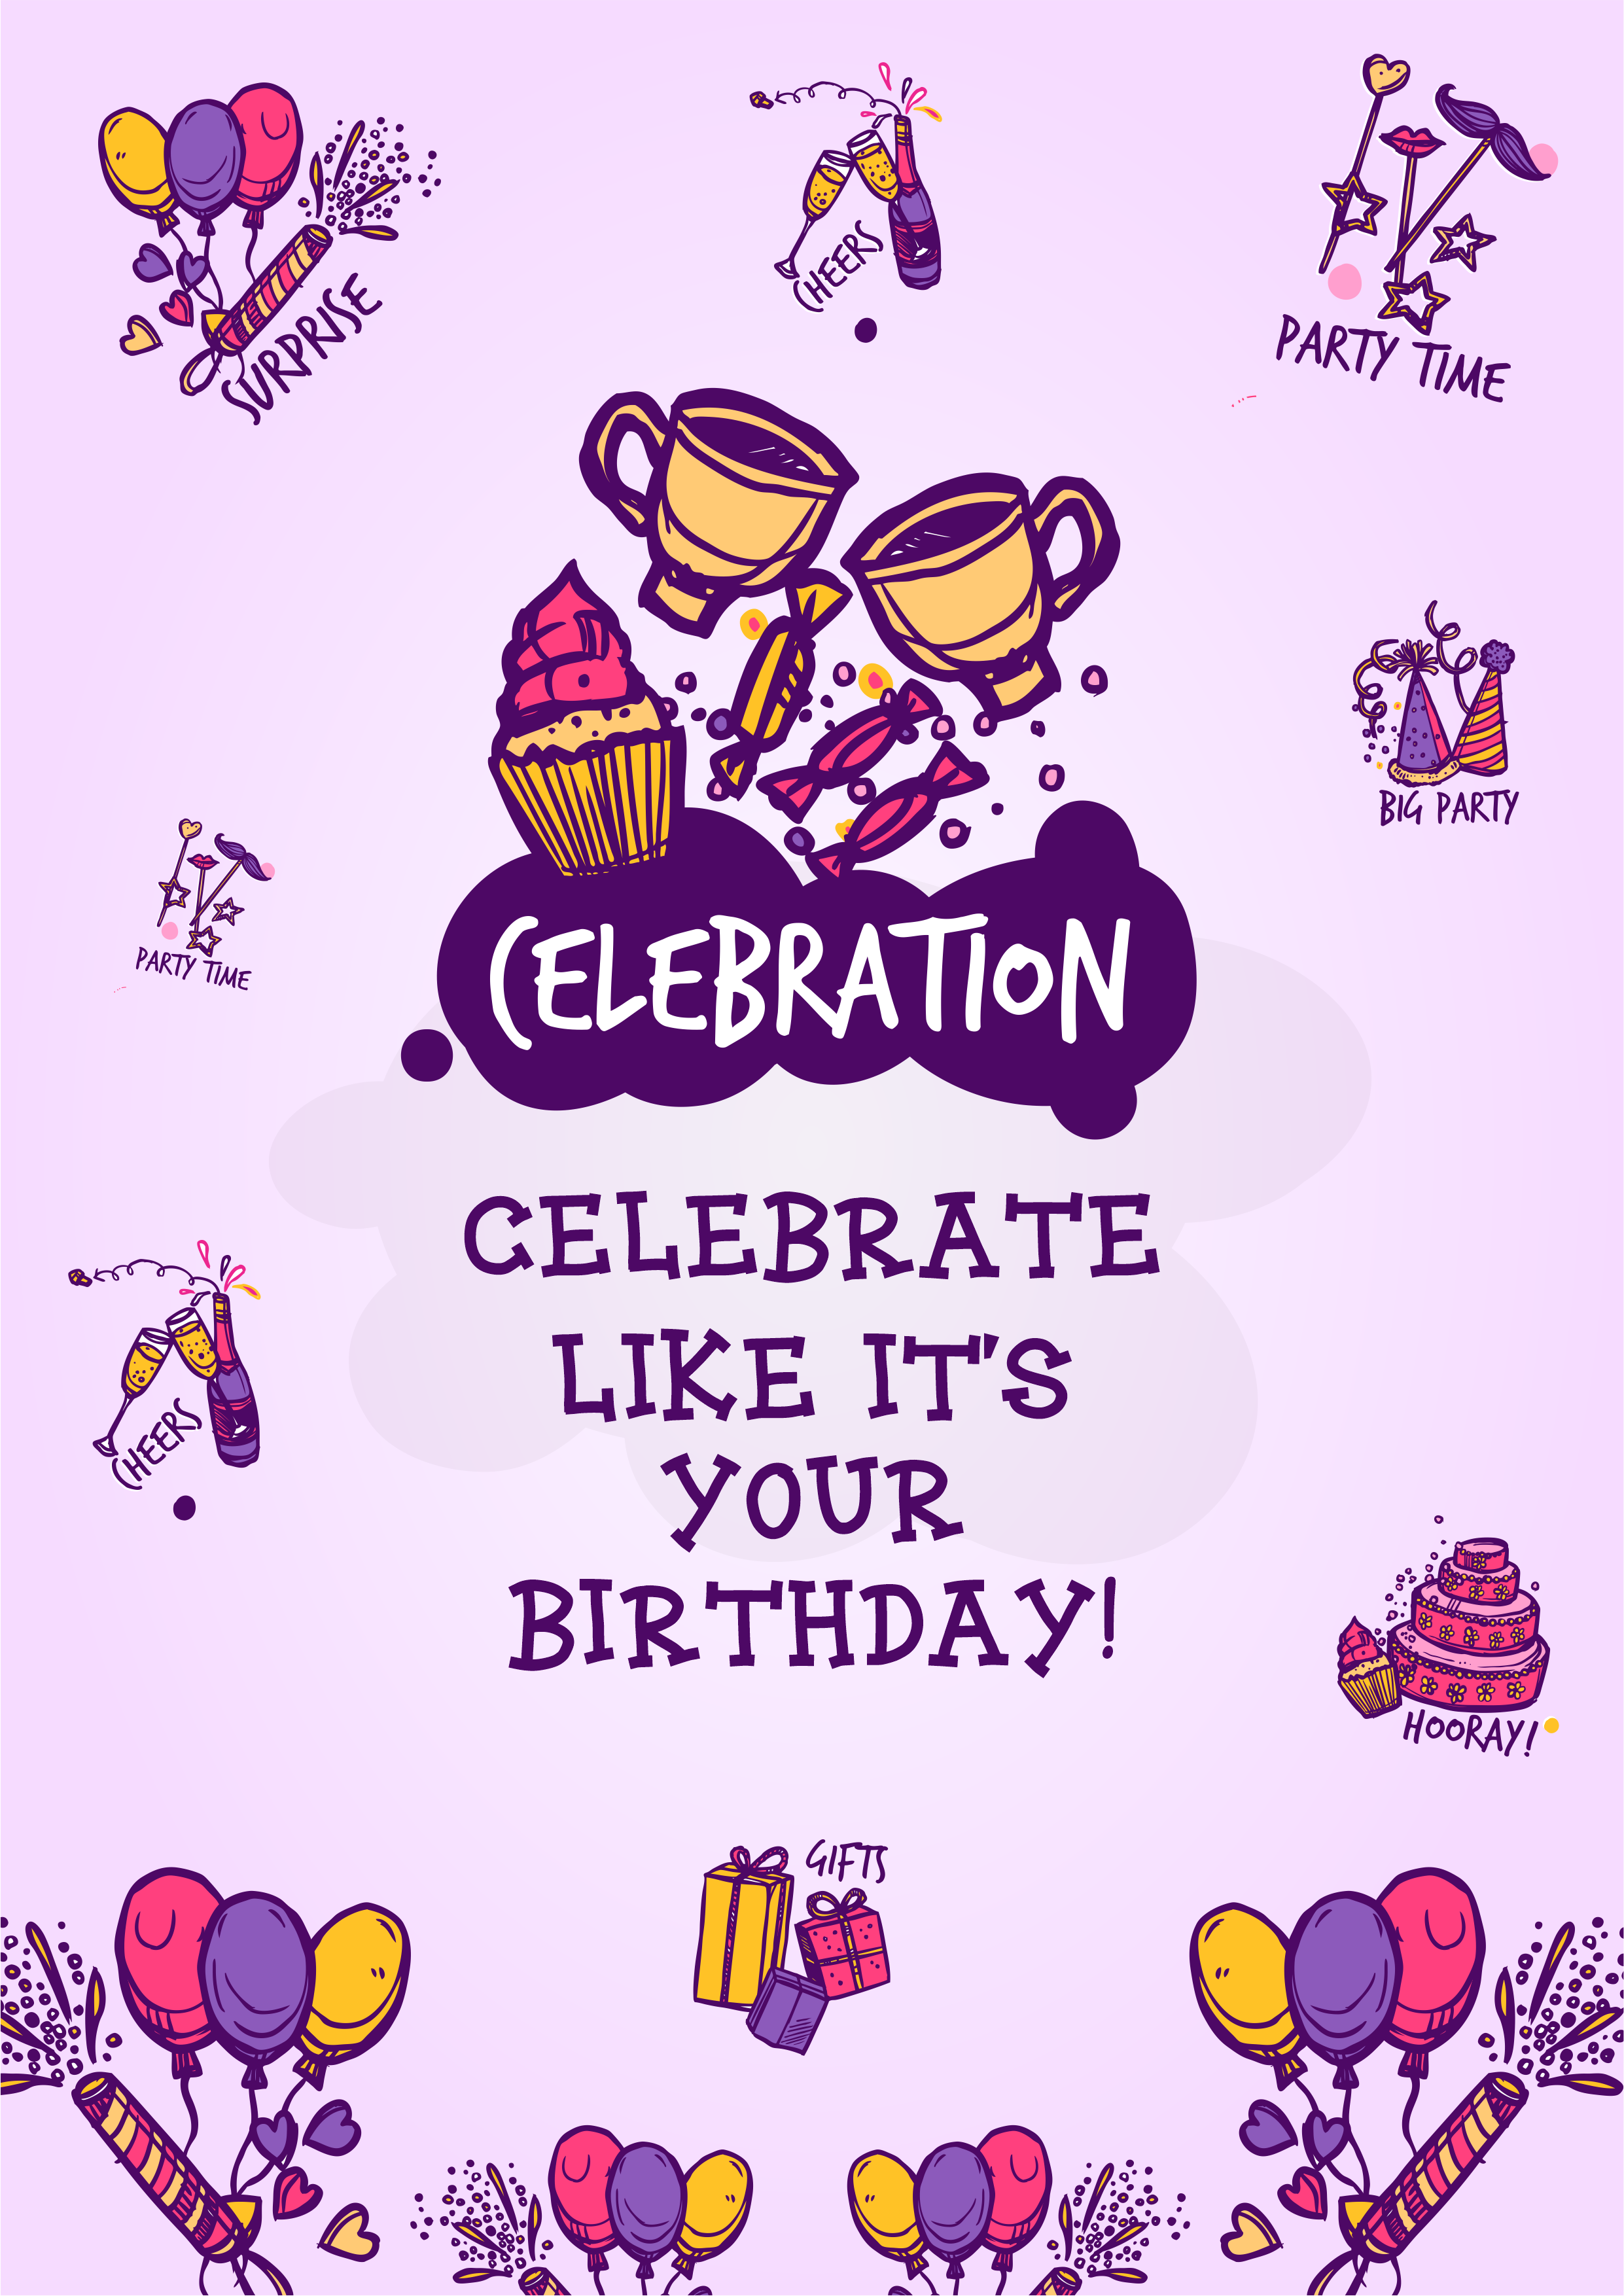 SURPRISE
CHEERS
PARTY TIME
BIG PARTY
PARTY TIME
CELEBRATION
CELEBRATE
LIKE IT'S
YOUR
BIRTHDAY!
CHEERS
HOORAY!
GIFTS